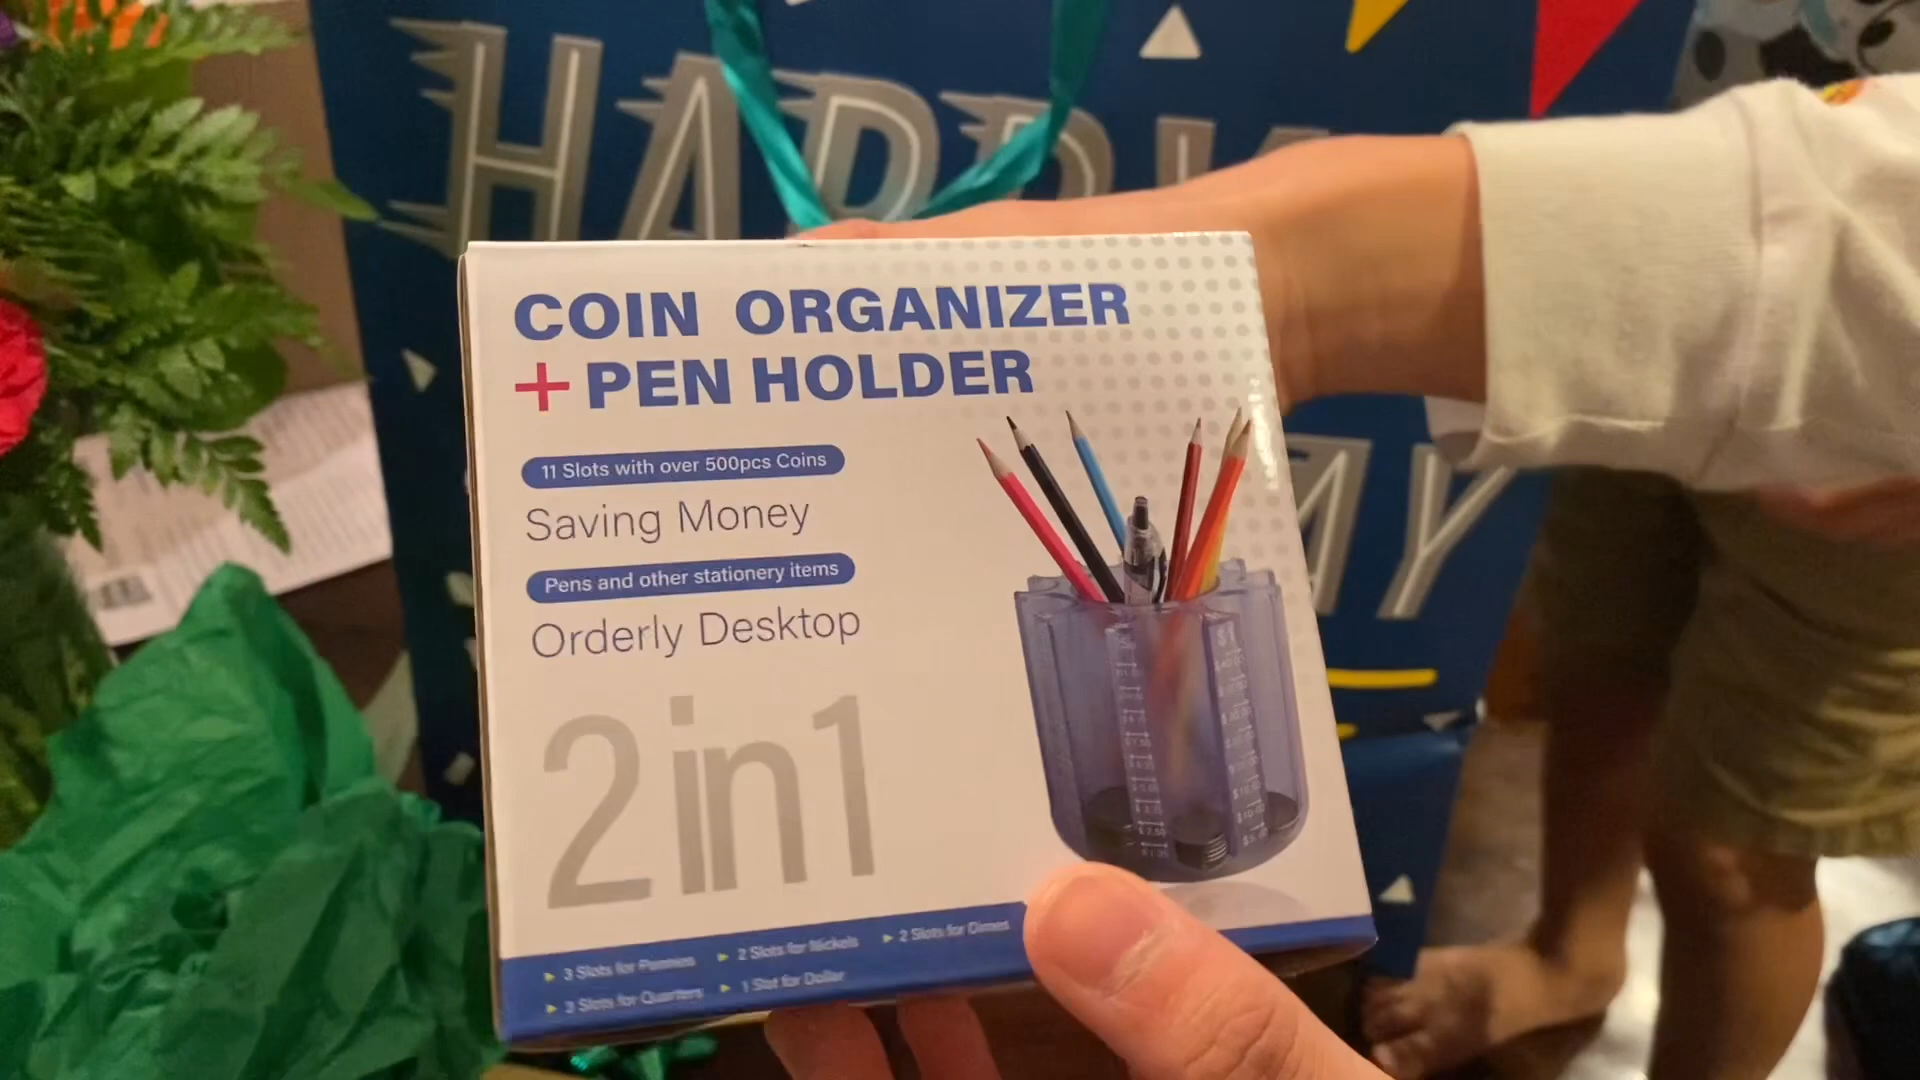 HAPPY
COIN ORGANIZER
+ PEN HOLDER
11 Slots with over 500pcs Coins
Saving Money
Pens and other stationery items
Orderly Desktop
2in1
3 Slots for Pennies
2 Slots for Nickels
2 Slots for Dimes
3 Slots for Quarters
1 Slot for Dollar